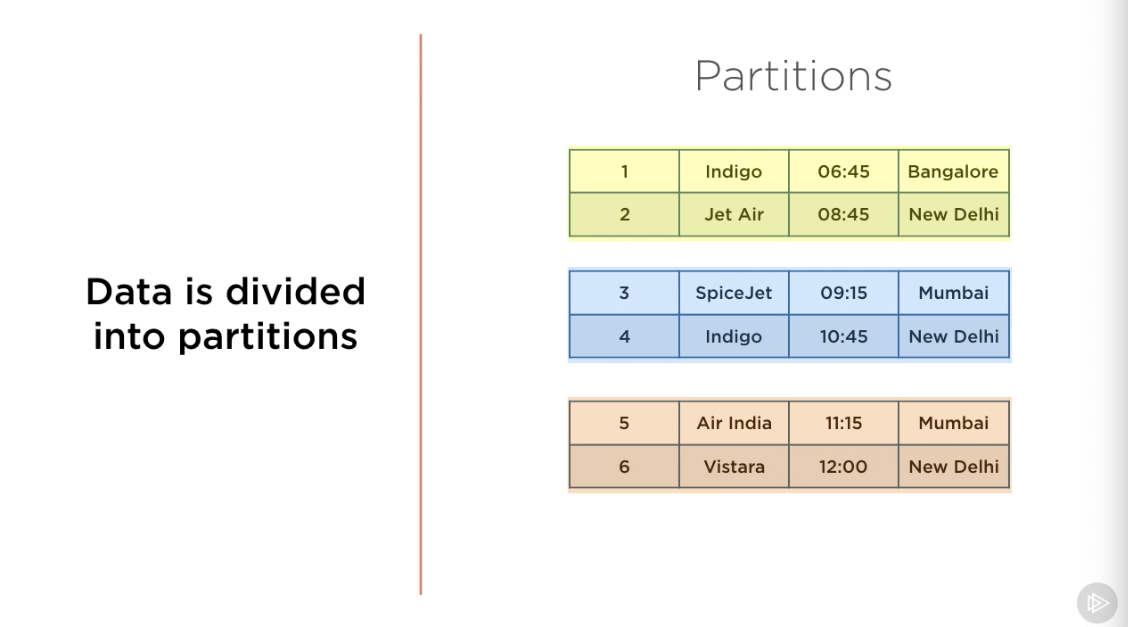 Partitions
Data is divided
into partitions
1 Indigo 06:45 Bangalore
2 Jet Air 08:45 New Delhi
3 SpiceJet 09:15 Mumbai
4 Indigo 10:45 New Delhi
5 Air India 11:15 Mumbai
6 Vistara 12:00 New Delhi